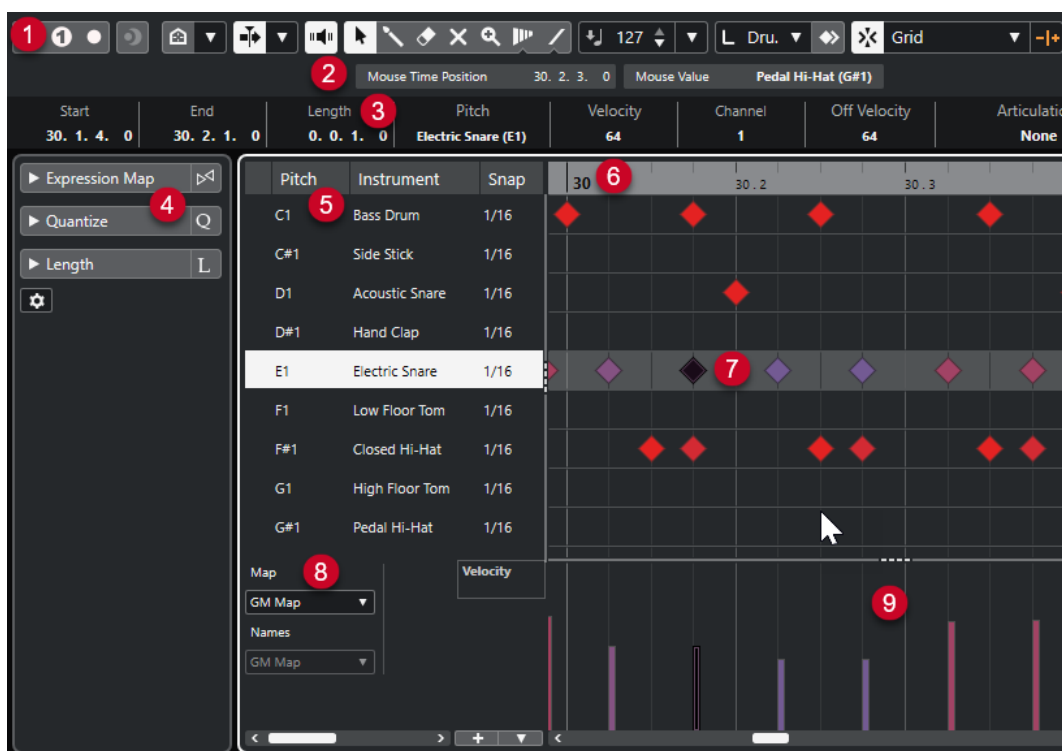 1 1 127 L Dru. Grid
2 Mouse Time Position 30. 2. 3. 0 Mouse Value Pedal Hi-Hat (G#1)
Start End Length 3 Pitch Velocity Channel Off Velocity Articulatio
30. 1. 4. 0 30. 2. 1. 0 0. 0. 1. 0 Electric Snare (E1) 64 1 64 None
Expression Map
4
Quantize Q
Length L
Pitch Instrument Snap 30 6 30.2 30.3
5
C1 Bass Drum 1/16
C#1 Side Stick 1/16
D1 Acoustic Snare 1/16
D#1 Hand Clap 1/16
E1 Electric Snare 1/16 7
F1 Low Floor Tom 1/16
F#1 Closed Hi-Hat 1/16
G1 High Floor Tom 1/16
G#1 Pedal Hi-Hat 1/16
Map 8 Velocity
GM Map 9
Names
GM Map